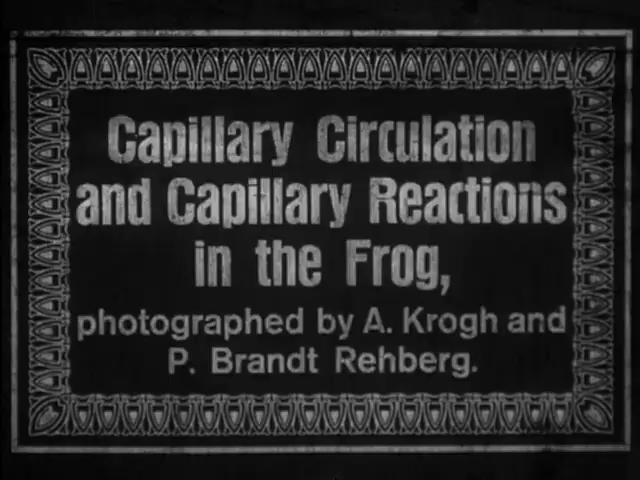 Capillary Circulation
and Capillary Reactions
in the Frog,
photographed by A. Krogh and
P. Brandt Rehberg.